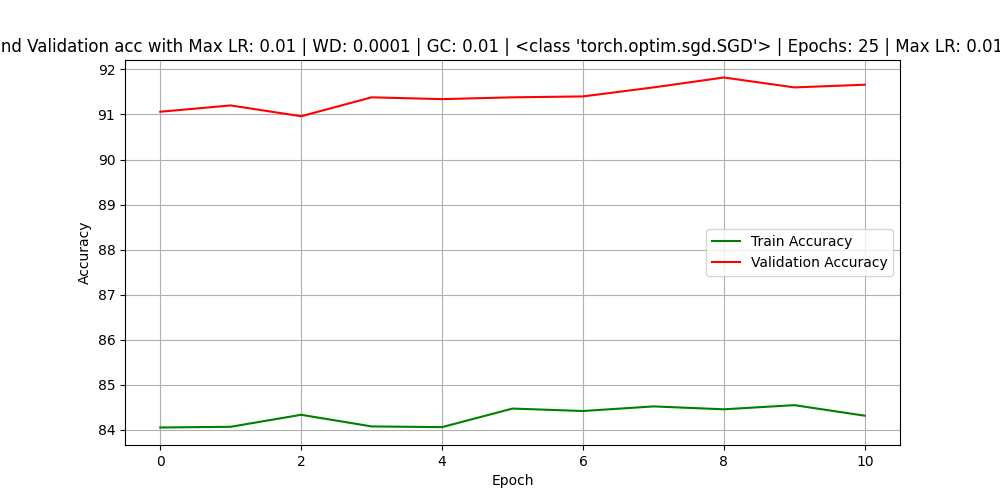 nd Validation acc with Max LR: 0.01 | WD: 0.0001 | GC: 0.01 | <class 'torch.optim.sgd.SGD'> | Epochs: 25 | Max LR: 0.01
92
91
90
89
88
87
86
85
84
Accuracy
Train Accuracy
Validation Accuracy
0 2 4 6 8 10
Epoch